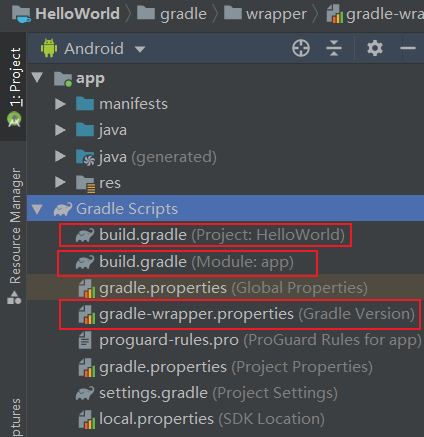 HelloWorld gradle wrapper gradle-wra
Android
1: Project
app
manifests
java
java (generated)
res
Resource Manager
Gradle Scripts
build.gradle (Project: HelloWorld)
build.gradle (Module: app)
gradle.properties (Global Properties)
gradle-wrapper.properties (Gradle Version)
proguard-rules.pro (ProGuard Rules for app)
gradle.properties (Project Properties)
settings.gradle (Project Settings)
local.properties (SDK Location)
ptures